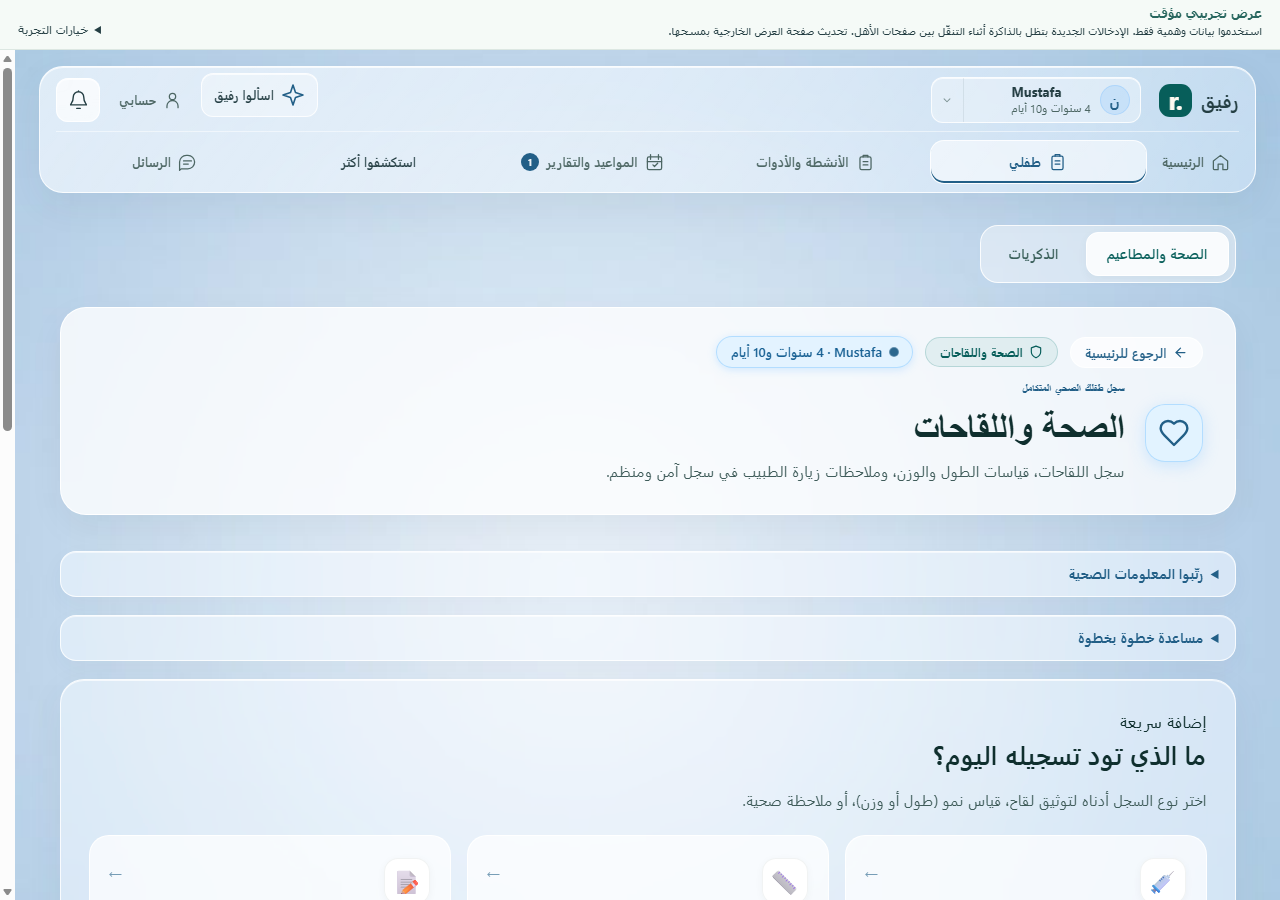 عرض تجريبي مؤقت
استخدموا بيانات وهمية فقط. الإدخالات الجديدة بتظل بالذاكرة أثناء التنقّل بين صفحات الأهل. تحديث صفحة العرض الخارجية بمسحها.
خيارات التجربة
رفيق
r.
ن
Mustafa
4 سنوات و10 أيام
اسألوا رفيق
حسابي
الرئيسية
طفلي
الأنشطة والأدوات
المواعيد والتقارير 1
استكشفوا أكثر
الرسائل
الصحة والمطاعيم
الذكريات
الرجوع للرئيسية
الصحة واللقاحات
Mustafa · 4 سنوات و10 أيام
سجل طفلك الصحي المتكامل
الصحة واللقاحات
سجل اللقاحات، قياسات الطول والوزن، وملاحظات زيارة الطبيب في سجل آمن ومنظم.
رتّبوا المعلومات الصحية
مساعدة خطوة بخطوة
إضافة سريعة
ما الذي تود تسجيله اليوم؟
اختر نوع السجل أدناه لتوثيق لقاح، قياس نمو (طول أو وزن)، أو ملاحظة صحية.